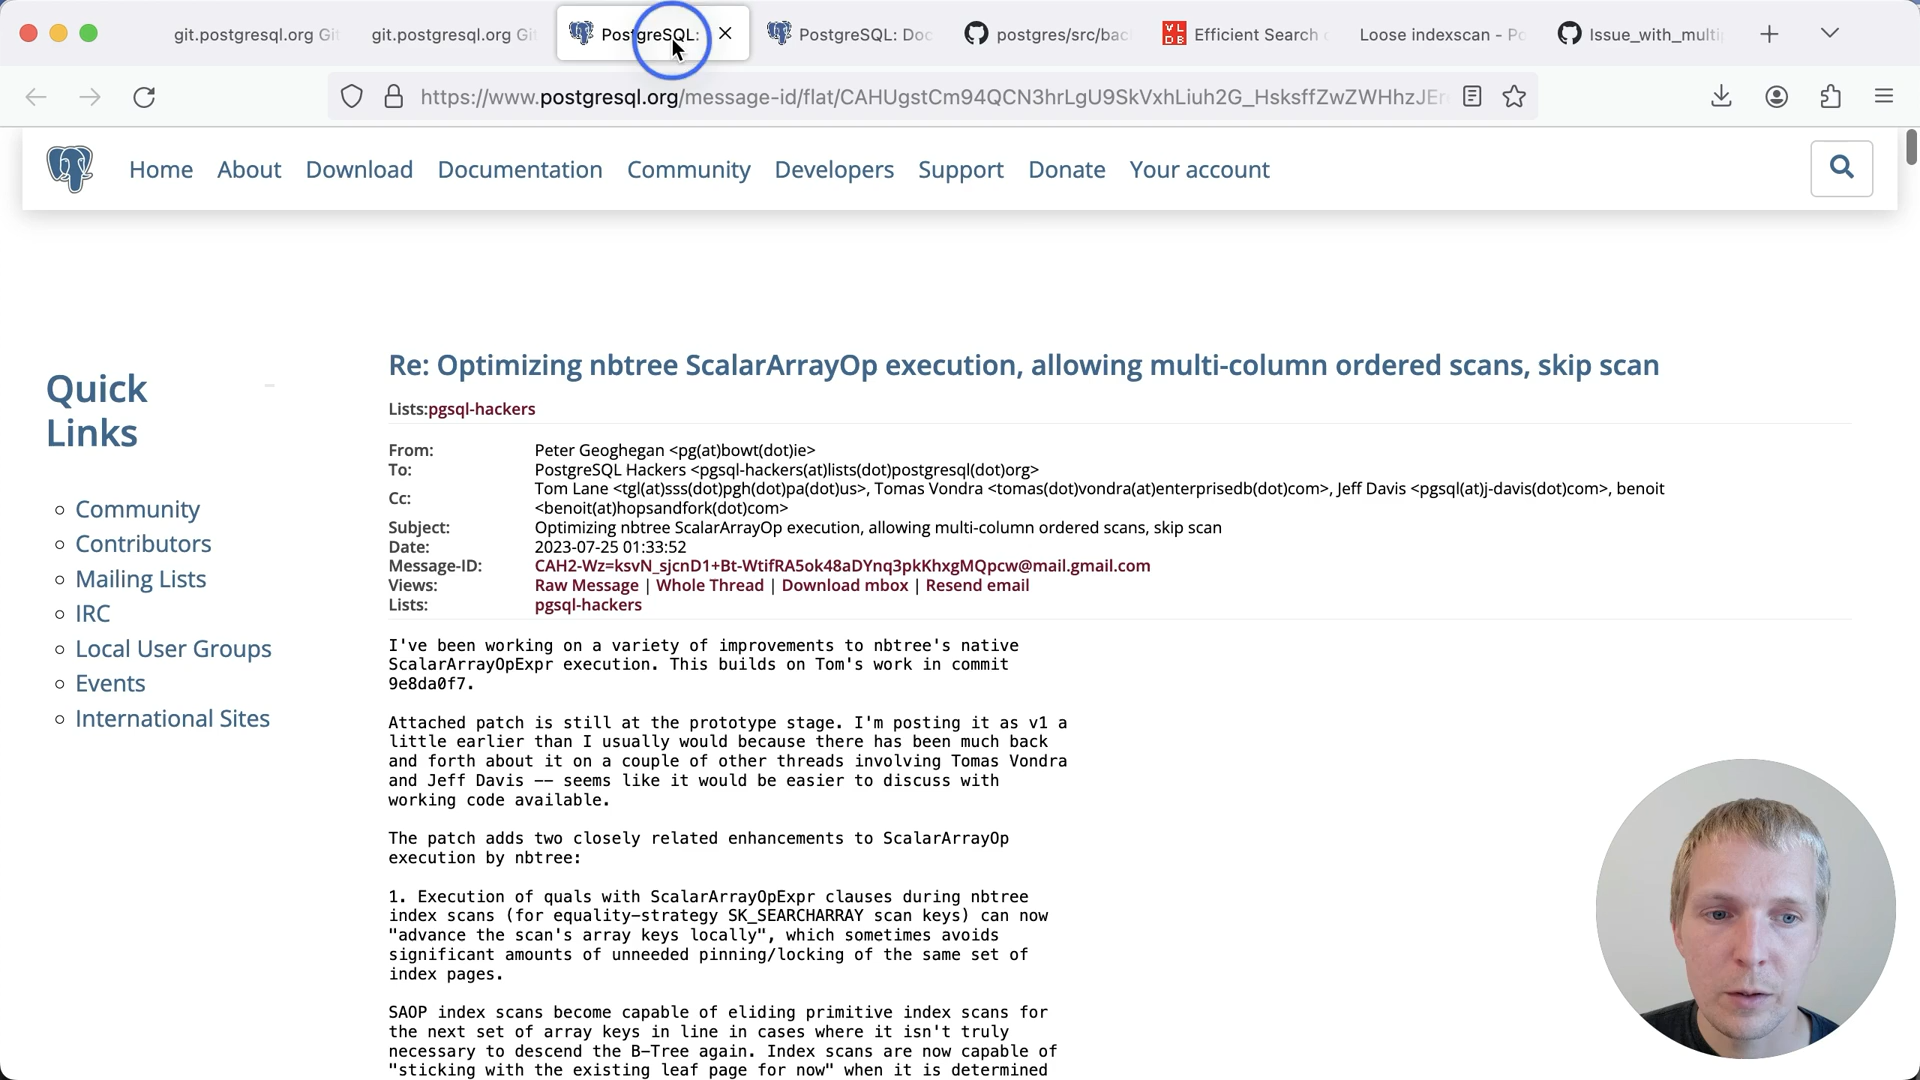 git.postgresql.org Git
git.postgresql.org Git
PostgreSQL:
PostgreSQL: Doc
postgres/src/bac
Efficient Search
Loose indexscan - Po
Issue_with_multip
https://www.postgresql.org/message-id/flat/CAHUgstCm94QCN3hrLgU9SkVxhLiuh2G_HsksffZwZWHhzJEr
Home About Download Documentation Community Developers Support Donate Your account
Quick
Links
Community
Contributors
Mailing Lists
IRC
Local User Groups
Events
International Sites
Re: Optimizing nbtree ScalarArrayOp execution, allowing multi-column ordered scans, skip scan
Lists:pgsql-hackers
From: Peter Geoghegan <pg(at)bowt(dot)ie>
To: PostgreSQL Hackers <pgsql-hackers(at)lists(dot)postgresql(dot)org>
Cc: Tom Lane <tgl(at)sss(dot)pgh(dot)pa(dot)us>, Tomas Vondra <tomas(dot)vondra(at)enterprisedb(dot)com>, Jeff Davis <pgsql(at)j-davis(dot)com>, benoit
<benoit(at)hopsandfork(dot)com>
Subject: Optimizing nbtree ScalarArrayOp execution, allowing multi-column ordered scans, skip scan
Date: 2023-07-25 01:33:52
Message-ID: CAH2-Wz=ksvN_sjcnD1+Bt-WtifRA5ok48aDYnq3pkKhxgMQpcw@mail.gmail.com
Views: Raw Message | Whole Thread | Download mbox | Resend email
Lists: pgsql-hackers
I've been working on a variety of improvements to nbtree's native
ScalarArrayOpExpr execution. This builds on Tom's work in commit
9e8da0f7.
Attached patch is still at the prototype stage. I'm posting it as v1 a
little earlier than I usually would because there has been much back
and forth about it on a couple of other threads involving Tomas Vondra
and Jeff Davis -- seems like it would be easier to discuss with
working code available.
The patch adds two closely related enhancements to ScalarArrayOp
execution by nbtree:
1. Execution of quals with ScalarArrayOpExpr clauses during nbtree
index scans (for equality-strategy SK_SEARCHARRAY scan keys) can now
"advance the scan's array keys locally", which sometimes avoids
significant amounts of unneeded pinning/locking of the same set of
index pages.
SAOP index scans become capable of eliding primitive index scans for
the next set of array keys in line in cases where it isn't truly
necessary to descend the B-Tree again. Index scans are now capable of
"sticking with the existing leaf page for now" when it is determined